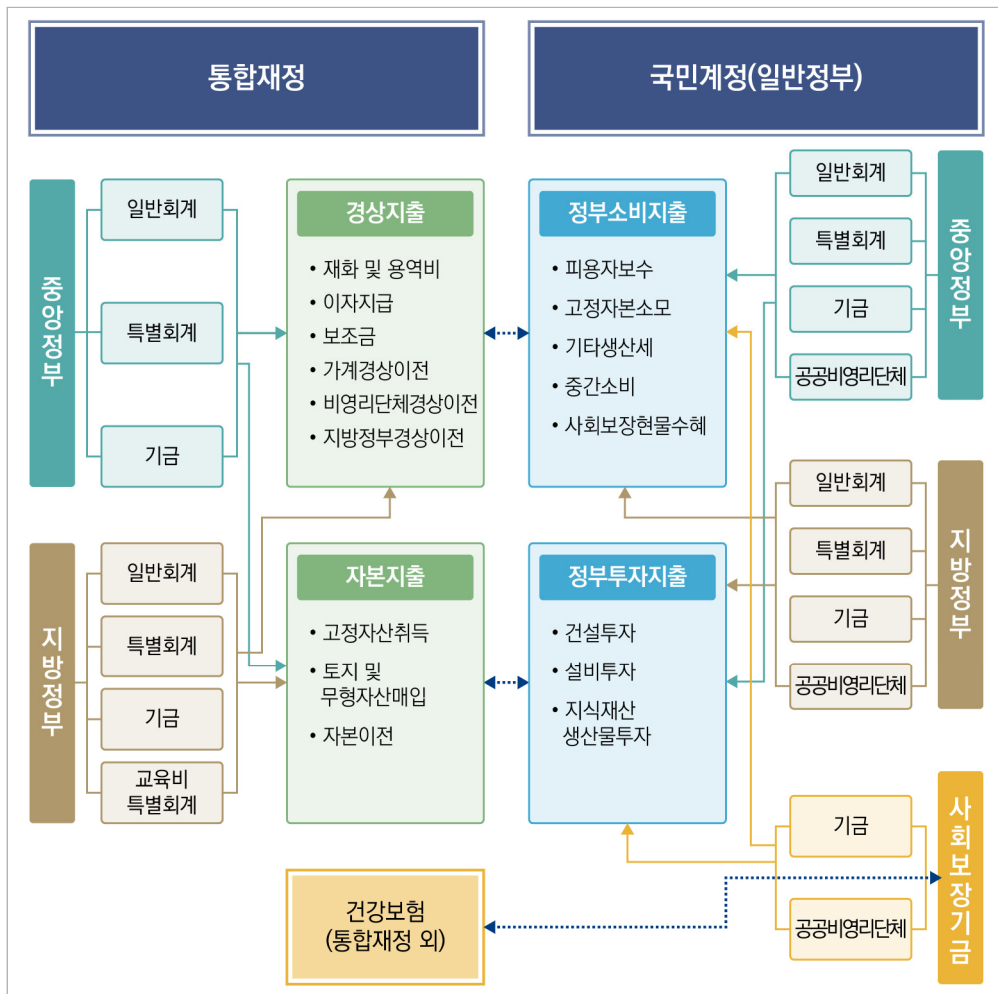 통합재정
국민계정(일반정부)
중앙정부
일반회계
특별회계
기금
지방정부
일반회계
특별회계
기금
교육비
특별회계
경상지출
• 재화 및 용역비
• 이자지급
• 보조금
• 가계경상이전
• 비영리단체경상이전
• 지방정부경상이전
자본지출
• 고정자산취득
• 토지 및
무형자산매입
• 자본이전
건강보험
(통합재정 외)
정부소비지출
• 피용자보수
• 고정자본소모
• 기타생산세
• 중간소비
• 사회보장현물수혜
정부투자지출
• 건설투자
• 설비투자
• 지식재산
생산물투자
일반회계
특별회계
기금
공공비영리단체
중앙정부
일반회계
특별회계
기금
공공비영리단체
지방정부
기금
공공비영리단체
사회보장기금